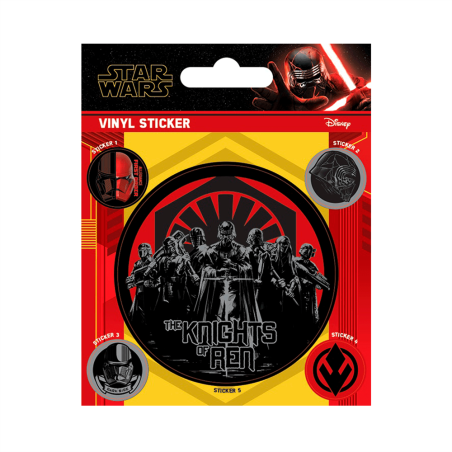 STAR
WARS
VINYL STICKER
Disney
STICKER 1
STICKER 2
THE KNIGHTS
OF REN
STICKER 3
STICKER 4
STICKER 5